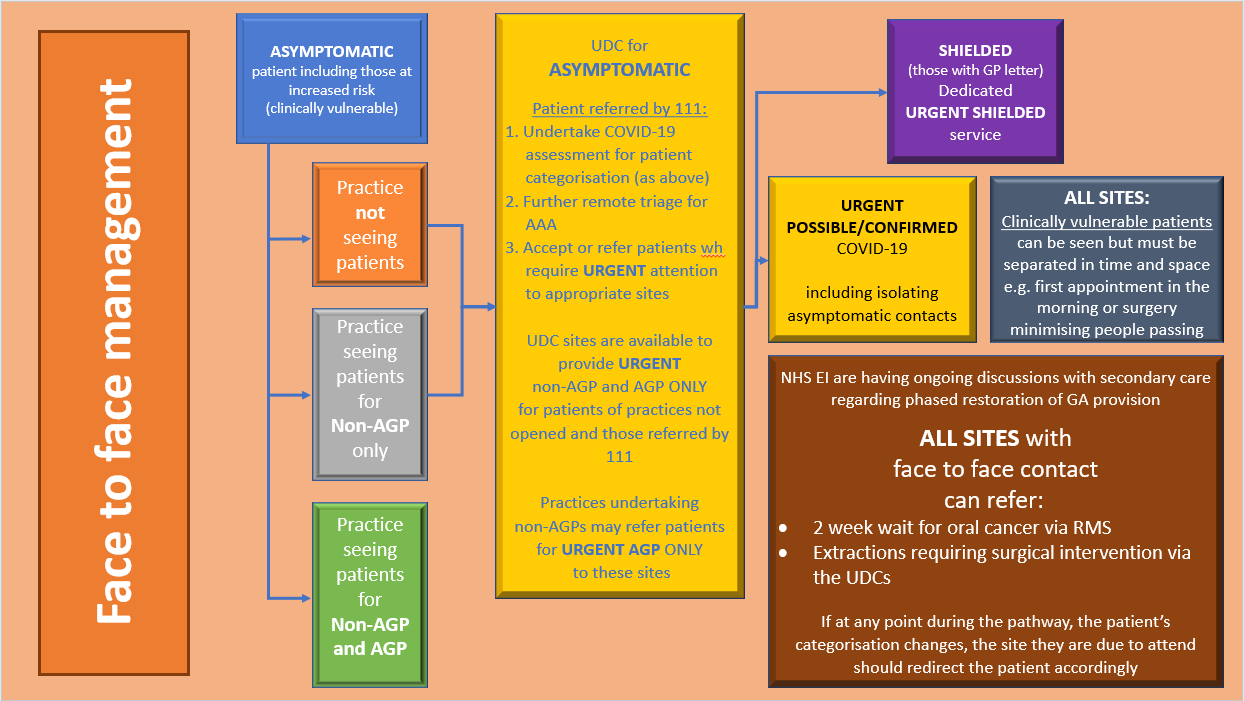 Face to face management
ASYMPTOMATIC
patient including those at
increased risk
(clinically vulnerable)
Practice
not
seeing
patients
Practice
seeing
patients
for
Non-AGP
only
Practice
seeing
patients
for
Non-AGP
and AGP
UDC for
ASYMPTOMATIC
Patient referred by 111:
1. Undertake COVID-19
assessment for patient
categorisation (as above)
2. Further remote triage for
AAA
3. Accept or refer patients wh
require URGENT attention
to appropriate sites
UDC sites are available to
provide URGENT
non-AGP and AGP ONLY
for patients of practices not
opened and those referred by
111
Practices undertaking
non-AGPs may refer patients
for URGENT AGP ONLY
to these sites
SHIELDED
(those with GP letter)
Dedicated
URGENT SHIELDED
service
URGENT
POSSIBLE/CONFIRMED
COVID-19
including isolating
asymptomatic contacts
ALL SITES:
Clinically vulnerable patients
can be seen but must be
separated in time and space
e.g. first appointment in the
morning or surgery
minimising people passing
NHS EI are having ongoing discussions with secondary care
regarding phased restoration of GA provision
ALL SITES with
face to face contact
can refer:
● 2 week wait for oral cancer via RMS
● Extractions requiring surgical intervention via
the UDCs
If at any point during the pathway, the patient's
categorisation changes, the site they are due to attend
should redirect the patient accordingly